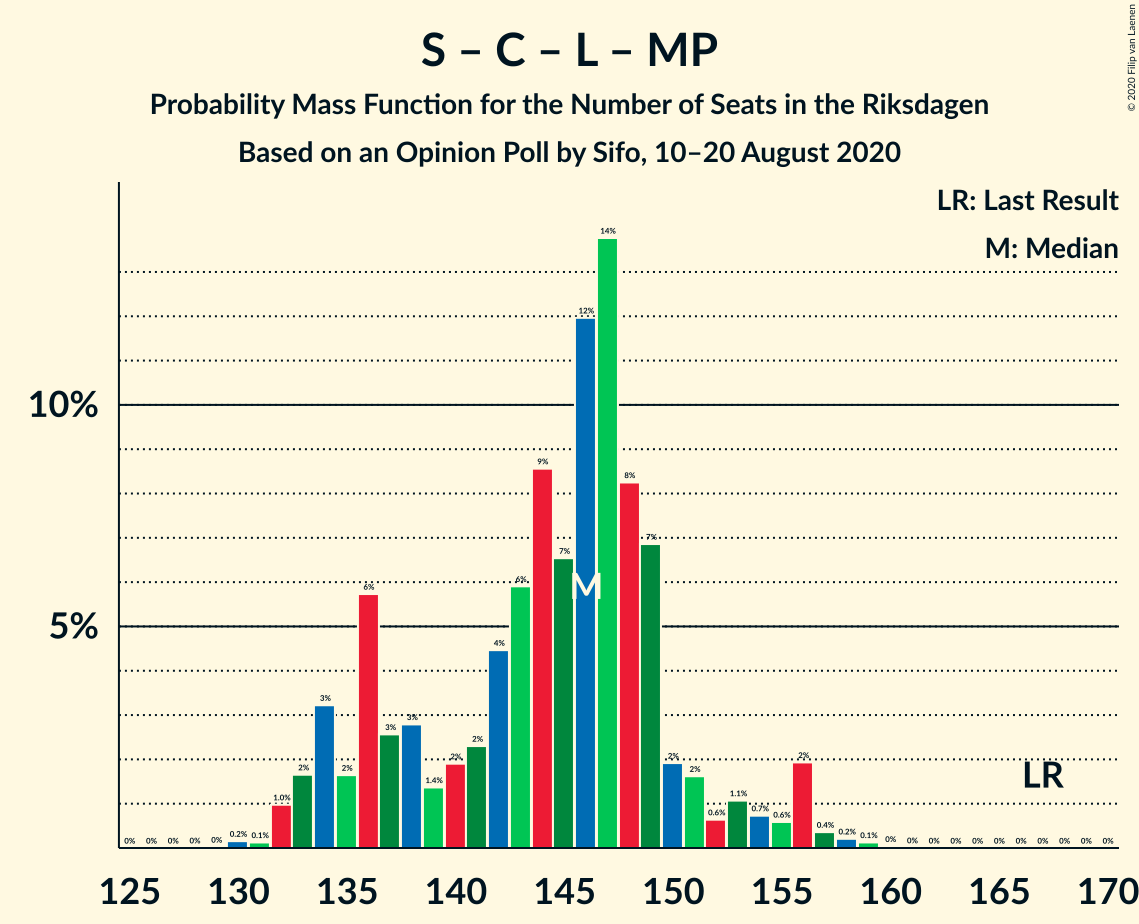 S – C – L – MP
Probability Mass Function for the Number of Seats in the Riksdagen
Based on an Opinion Poll by Sifo, 10–20 August 2020
© 2020 Filip van Laenen
LR: Last Result
M: Median
10%
5%
0% 0% 0% 0% 0% 0.2% 0.1% 1.0% 2% 3% 2% 6% 3% 3% 1.4% 2% 2% 4% 6% 9% 7% 12% 14% 8% 7% 2% 2% 0.6% 1.1% 0.7% 0.6% 2% 0.4% 0.2% 0.1% 0% 0% 0% 0% 0% 0% 0% 0% 0% 0% 0%
M
LR
125 130 135 140 145 150 155 160 165 170